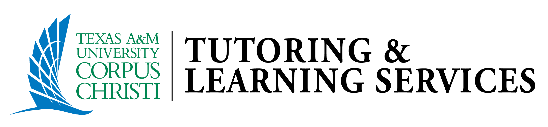 TEXAS A&M
UNIVERSITY
CORPUS
CHRISTI
TUTORING &
LEARNING SERVICES